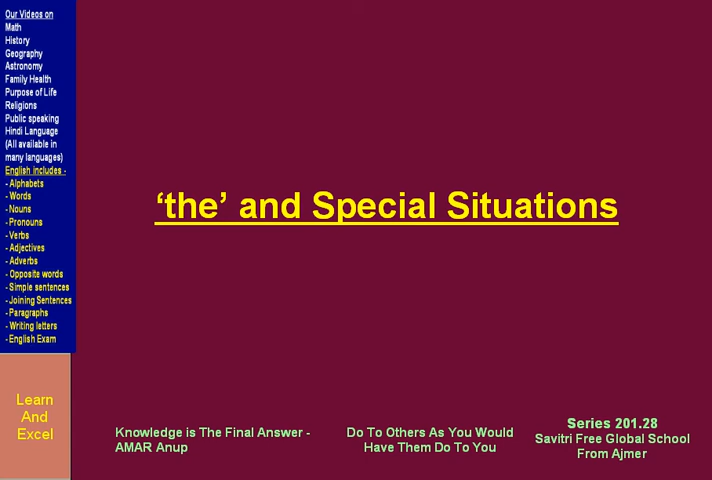 Our Videos on
Math
History
Geography
Astronomy
Family Health
Purpose of Life
Religions
Public speaking
Hindi Language
(All available in
many languages)
English includes -
- Alphabets
- Words
- Nouns
- Pronouns
- Verbs
- Adjectives
- Adverbs
- Opposite words
- Simple sentences
- Joining Sentences
- Paragraphs
- Writing letters
- English Exam
Learn
And
Excel
‘the’ and Special Situations
Knowledge is The Final Answer -
AMAR Anup
Do To Others As You Would
Have Them Do To You
Series 201.28
Savitri Free Global School
From Ajmer